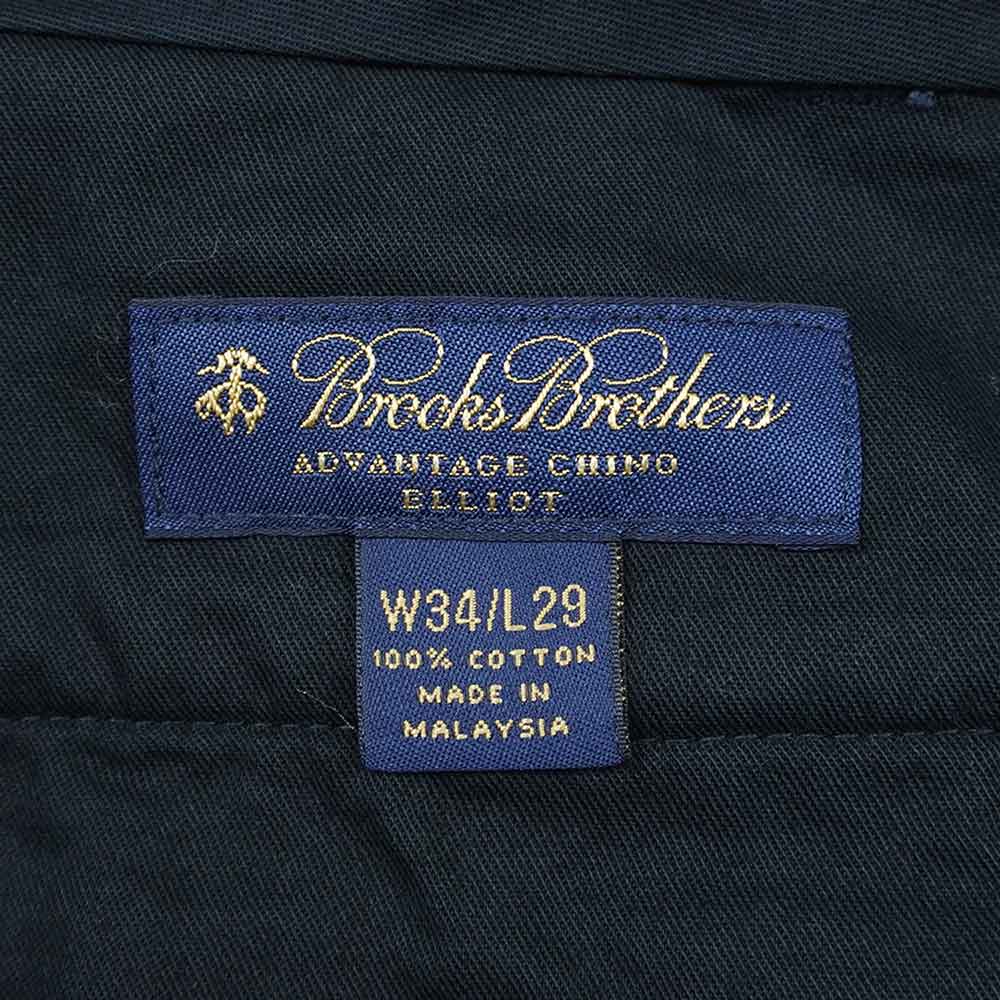 Brooks Brothers
ADVANTAGE CHINO
ELLIOT
W34/L29
100% COTTON
MADE IN
MALAYSIA